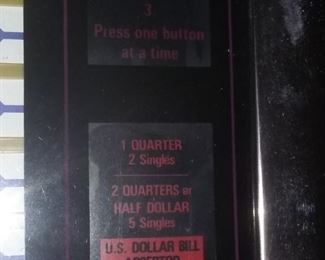 3.
Press one button
at a time
1 QUARTER
2 Singles
2 QUARTERS or
HALF DOLLAR
5 Singles
U.S. DOLLAR BILL
ACCEPTOR